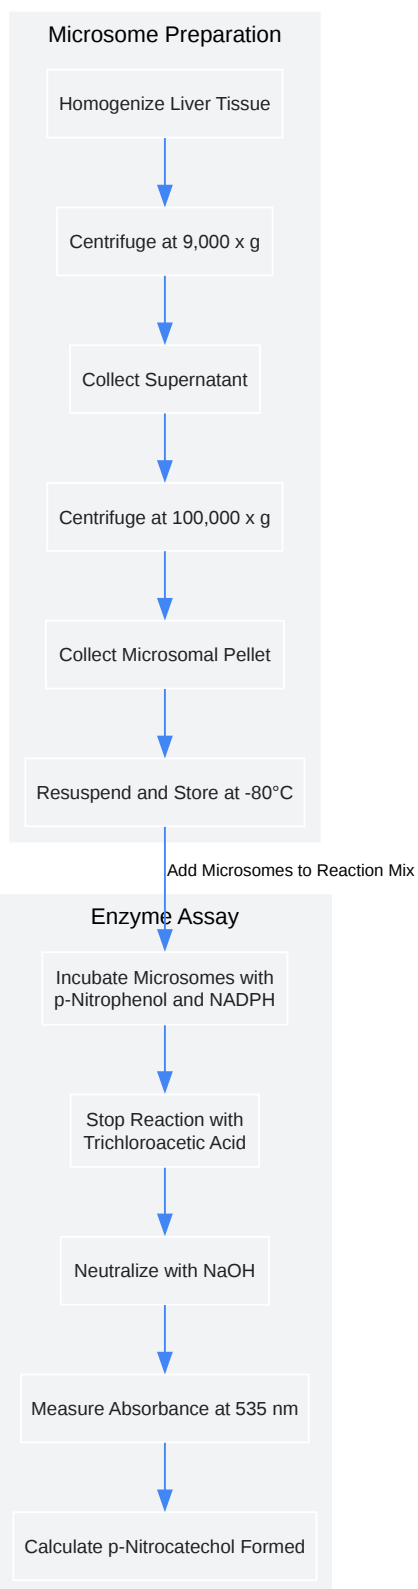 Microsome Preparation
Homogenize Liver Tissue
Centrifuge at 9,000 x g
Collect Supernatant
Centrifuge at 100,000 x g
Collect Microsomal Pellet
Resuspend and Store at -80°C
Add Microsomes to Reaction Mix
Enzyme Assay
Incubate Microsomes with
p-Nitrophenol and NADPH
Stop Reaction with
Trichloroacetic Acid
Neutralize with NaOH
Measure Absorbance at 535 nm
Calculate p-Nitrocatechol Formed